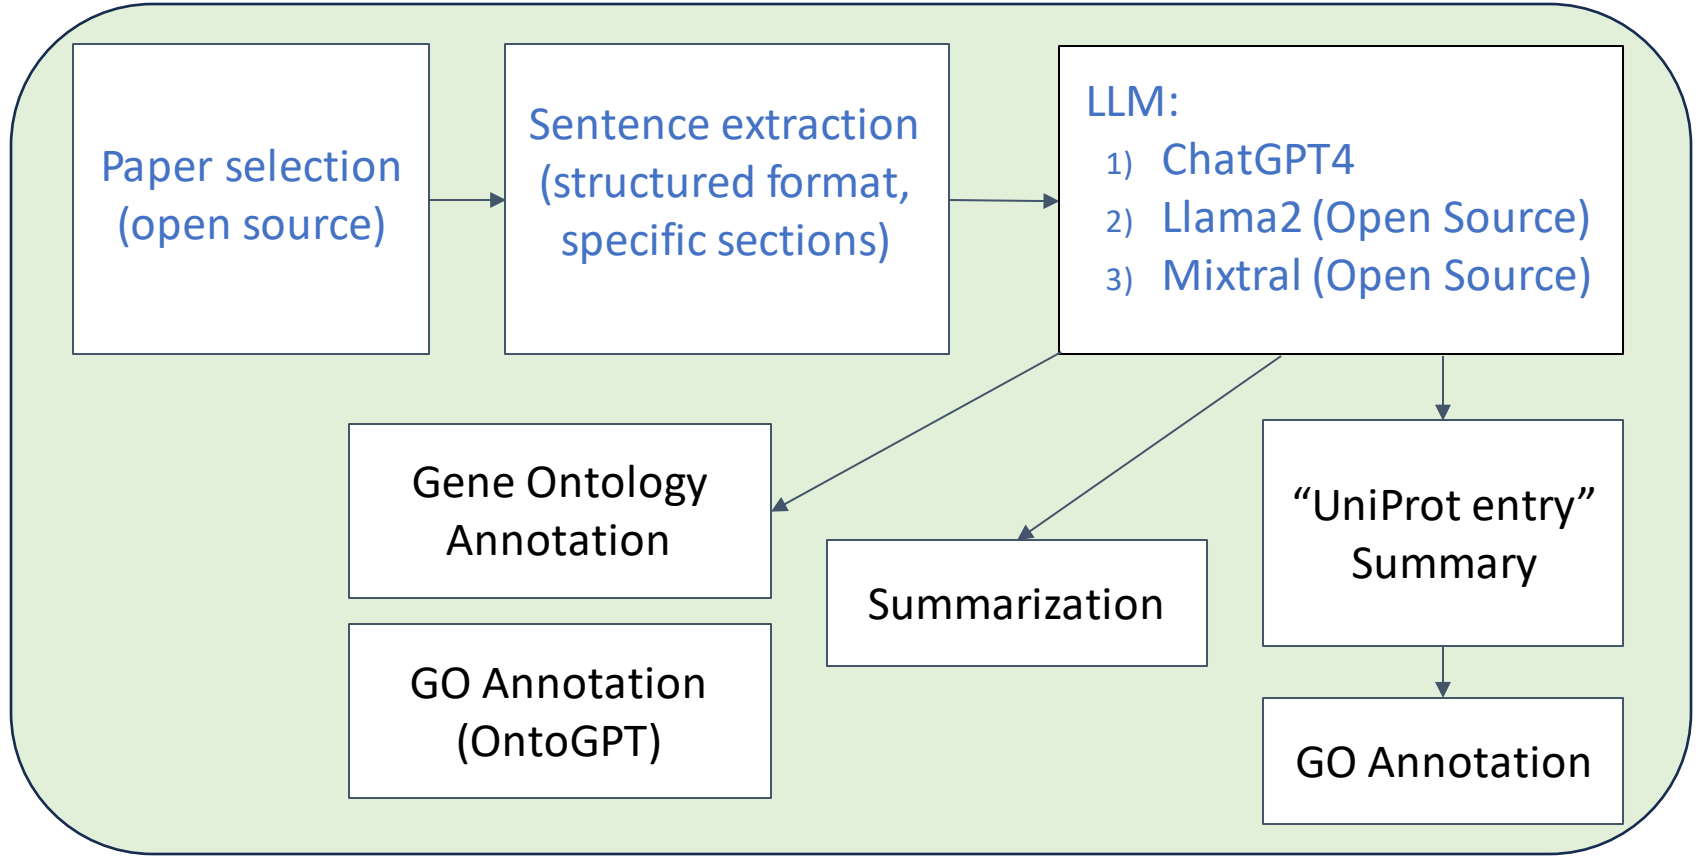 Paper selection
(open source)
Sentence extraction
(structured format,
specific sections)
LLM:
1) ChatGPT4
2) Llama2 (Open Source)
3) Mixtral (Open Source)
Gene Ontology
Annotation
GO Annotation
(OntoGPT)
Summarization
“UniProt entry”
Summary
GO Annotation